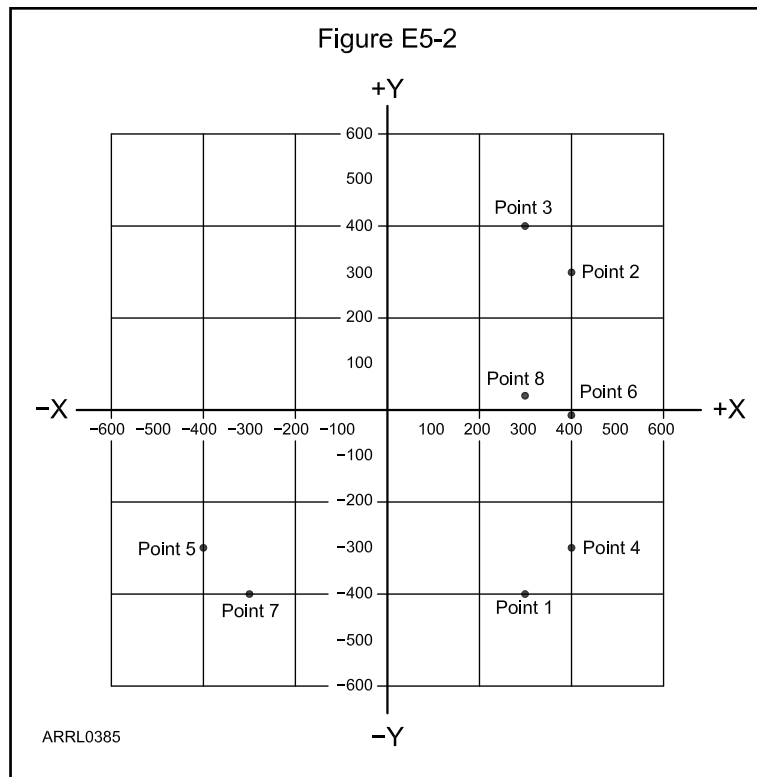 Figure E5-2
+Y
600
500
Point 3
400
300
Point 2
200
100
Point 8
Point 6
−X
+X
−600 −500 −400 −300 −200 −100 100 200 300 400 500 600
−100
−200
Point 5
−300
Point 4
−400
Point 7
Point 1
−500
−600
ARRL0385
−Y